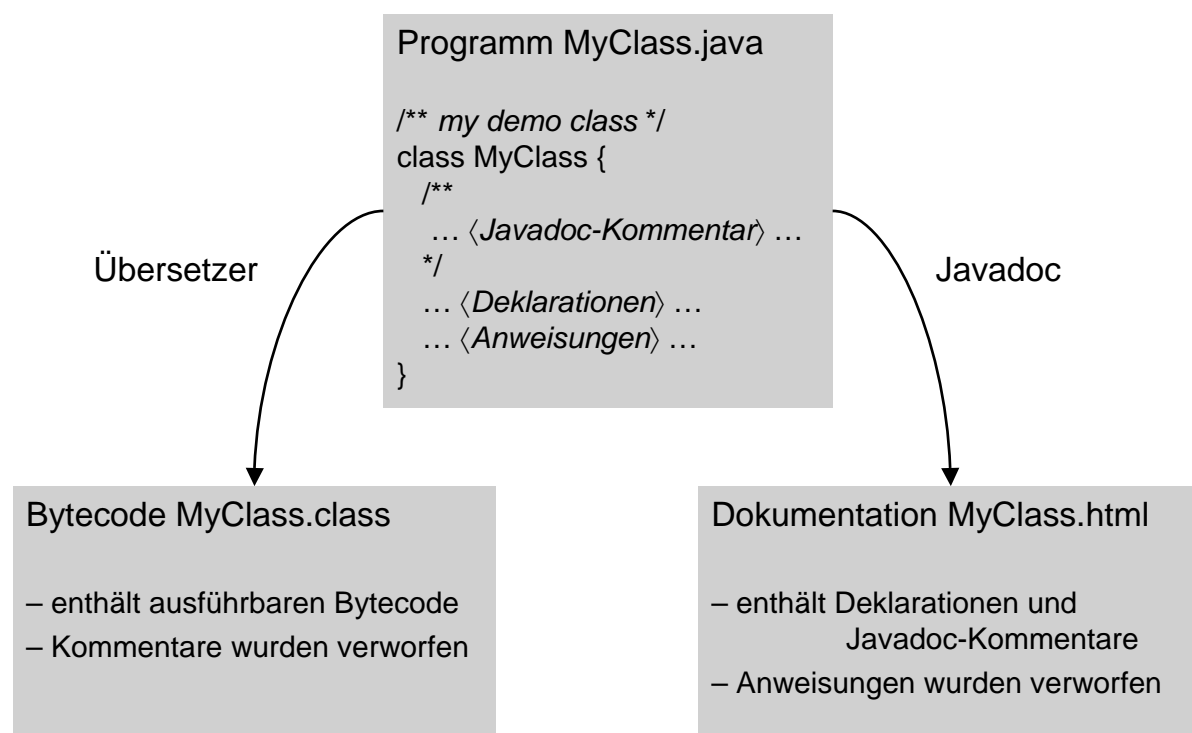 Programm MyClass.java
/** my demo class */
class MyClass {
/**
… 〈Javadoc-Kommentar〉 …
*/
… 〈Deklarationen〉 …
… 〈Anweisungen〉 …
}
Übersetzer
Javadoc
Bytecode MyClass.class
– enthält ausführbaren Bytecode
– Kommentare wurden verworfen
Dokumentation MyClass.html
– enthält Deklarationen und
Javadoc-Kommentare
– Anweisungen wurden verworfen